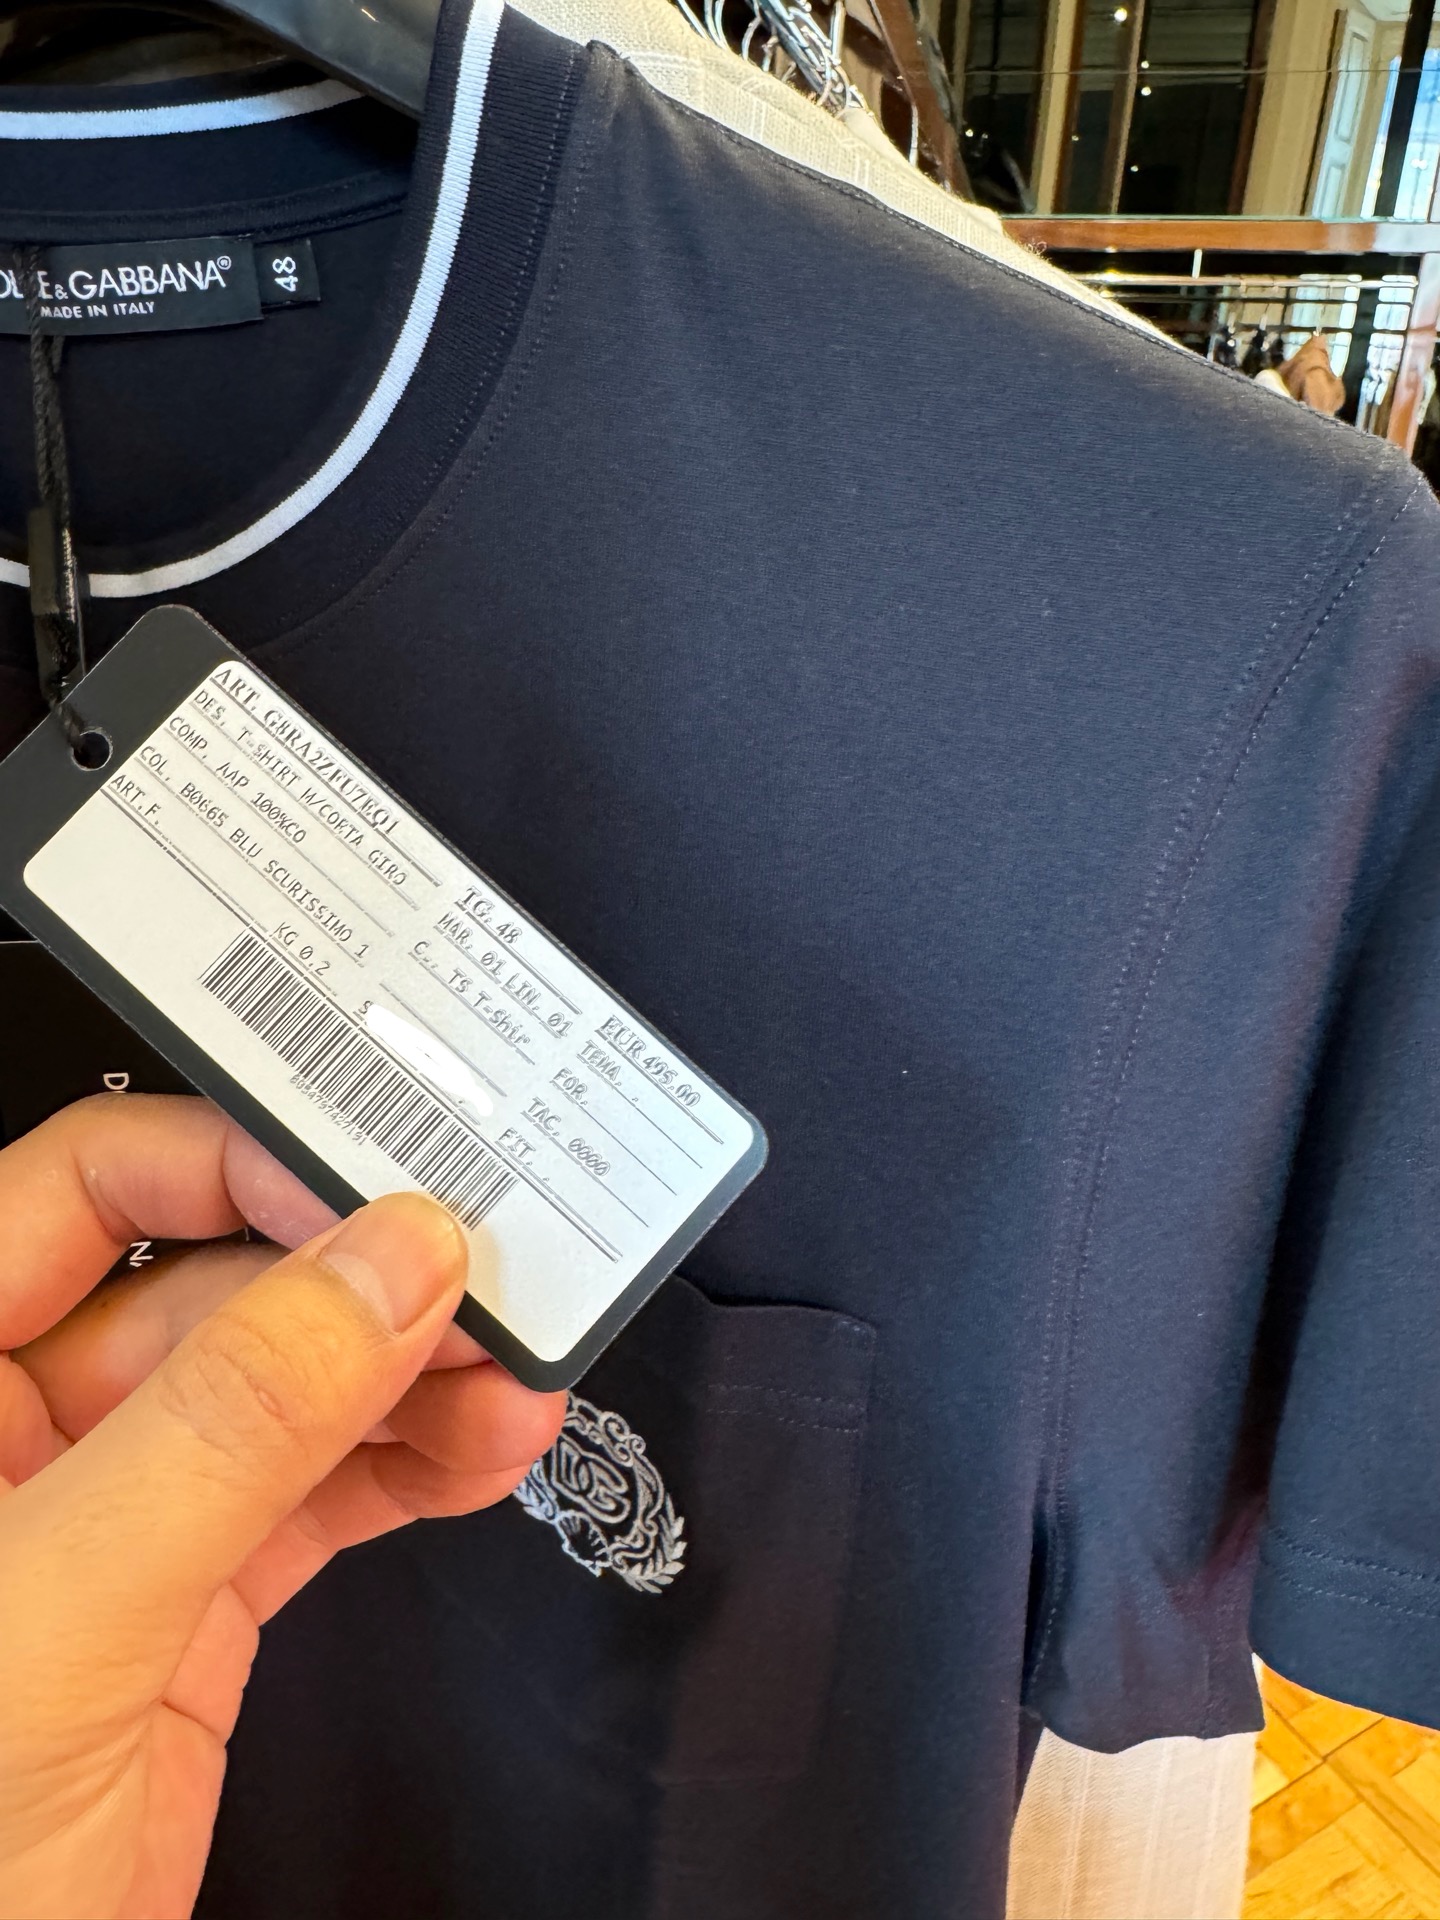 DOLCE&GABBANA®
MADE IN ITALY
48
ART. G8RA2ZFU7EQ1 TG. 48 EUR 495.00
DES. T-SHIRT M/CORTA GIRO MAR. 01 LIN. 01 TEMA.
COMP. AAP 100%CO C.. TS T-Shir FOR.
COL. B0665 BLU SCURISSIMO 1 TAC. 0000
ART.F. KG 0,2 S FIT.
DG